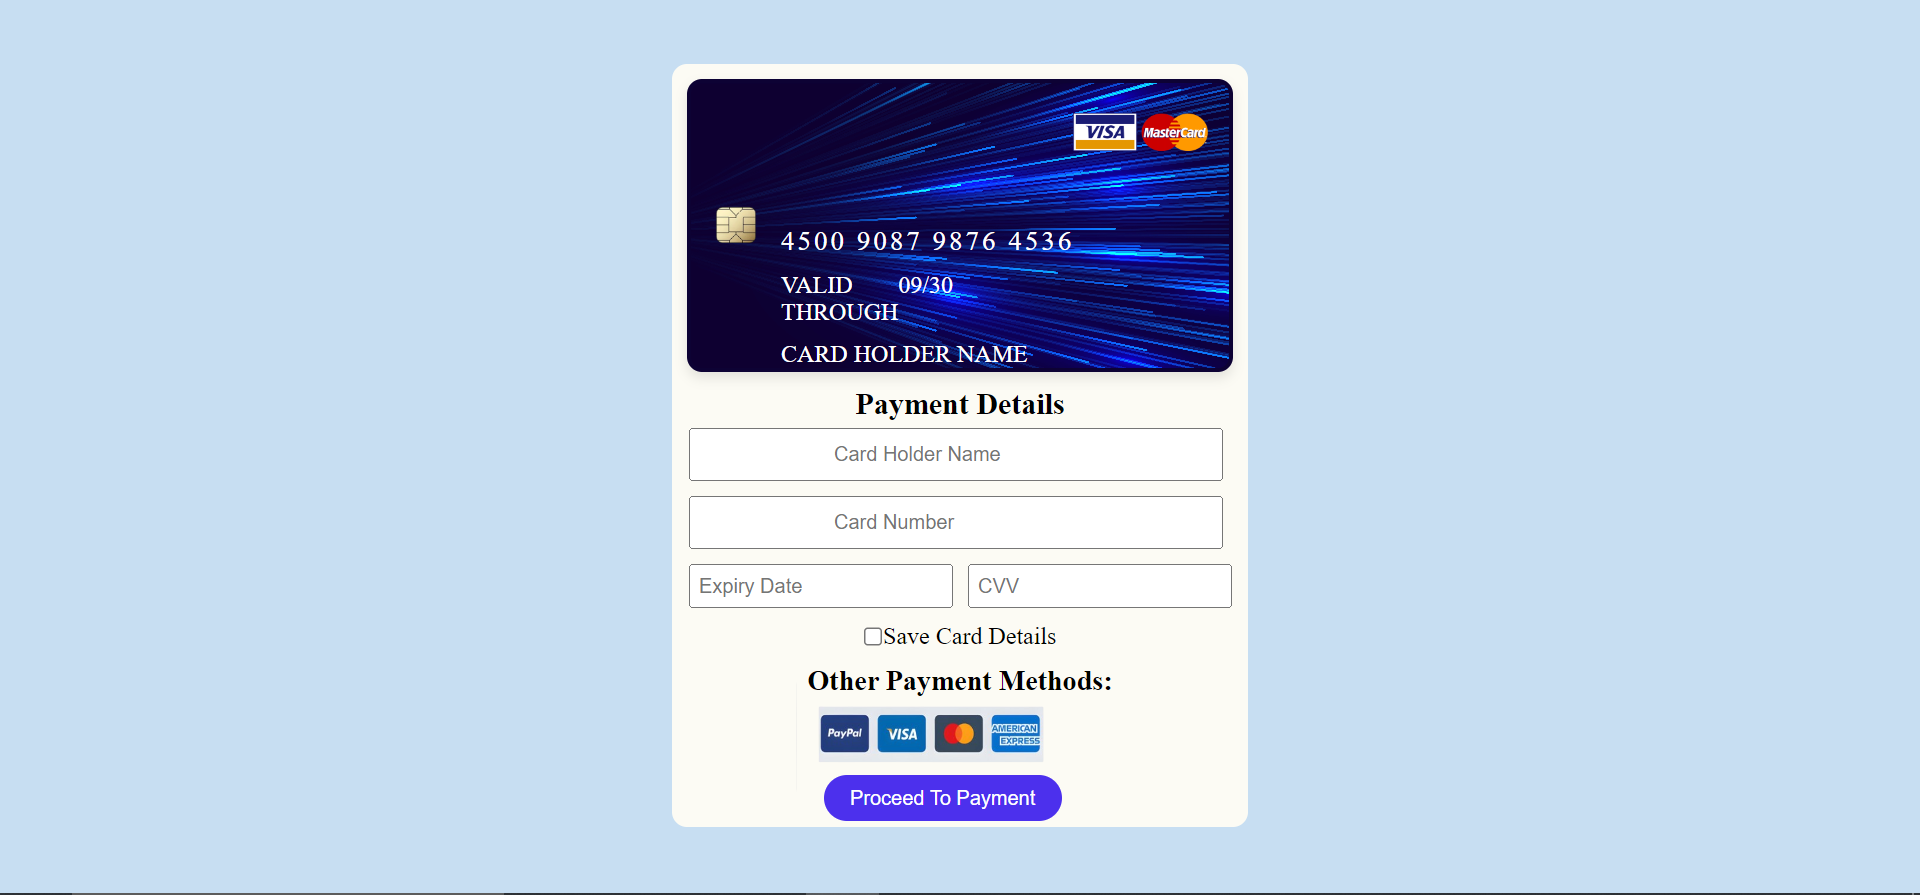 VISA MasterCard
4500 9087 9876 4536
VALID 09/30
THROUGH
CARD HOLDER NAME
Payment Details
Card Holder Name
Card Number
Expiry Date CVV
Save Card Details
Other Payment Methods:
PayPal VISA AMERICAN
EXPRESS
Proceed To Payment